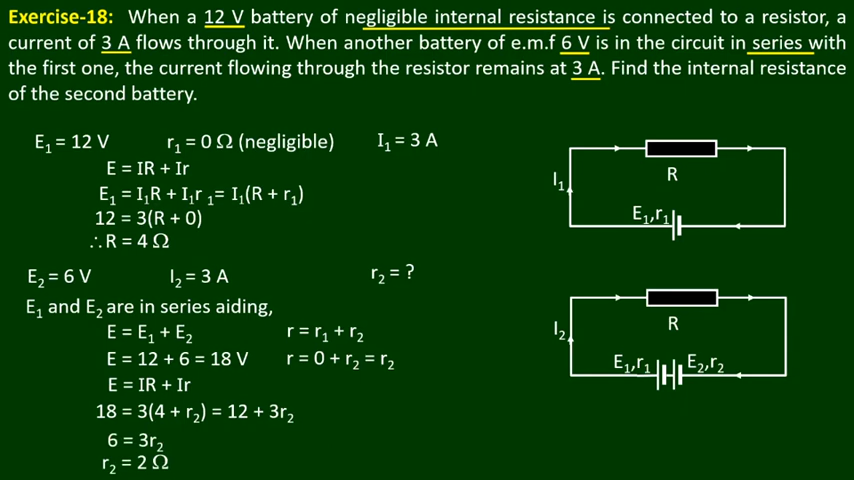 Exercise-18: When a 12 V battery of negligible internal resistance is connected to a resistor, a
current of 3 A flows through it. When another battery of e.m.f 6 V is in the circuit in series with
the first one, the current flowing through the resistor remains at 3 A. Find the internal resistance
of the second battery.
E₁ = 12 V r₁ = 0 Ω (negligible) I₁ = 3 A
E = IR + Ir
E₁ = I₁R + I₁r ₁= I₁(R + r₁)
12 = 3(R + 0)
∴R = 4 Ω
E₂ = 6 V I₂ = 3 A r₂ = ?
E₁ and E₂ are in series aiding,
E = E₁ + E₂ r = r₁ + r₂
E = 12 + 6 = 18 V r = 0 + r₂ = r₂
E = IR + Ir
18 = 3(4 + r₂) = 12 + 3r₂
6 = 3r₂
r₂ = 2 Ω
I₁
R
E₁,r₁
I₂
R
E₁,r₁ E₂,r₂